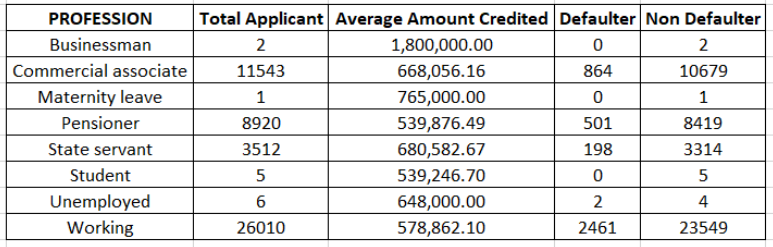 PROFESSION Total Applicant Average Amount Credited Defaulter Non Defaulter
Businessman 2 1,800,000.00 0 2
Commercial associate 11543 668,056.16 864 10679
Maternity leave 1 765,000.00 0 1
Pensioner 8920 539,876.49 501 8419
State servant 3512 680,582.67 198 3314
Student 5 539,246.70 0 5
Unemployed 6 648,000.00 2 4
Working 26010 578,862.10 2461 23549